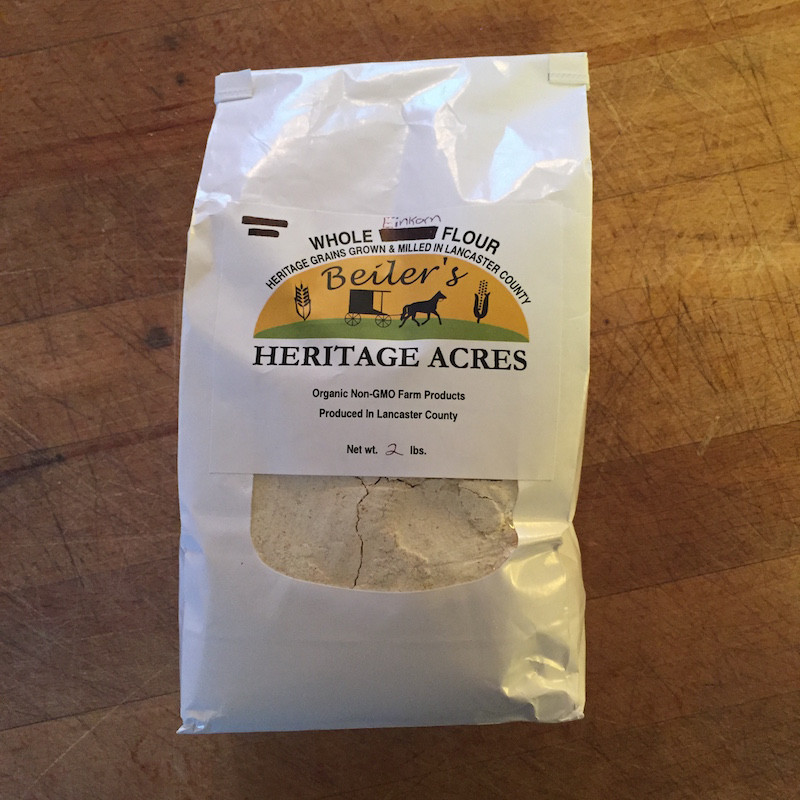 Einkorn
WHOLE FLOUR
HERITAGE GRAINS GROWN & MILLED IN LANCASTER COUNTY
Beiler's
HERITAGE ACRES
Organic Non-GMO Farm Products
Produced In Lancaster County
Net wt. 2 lbs.